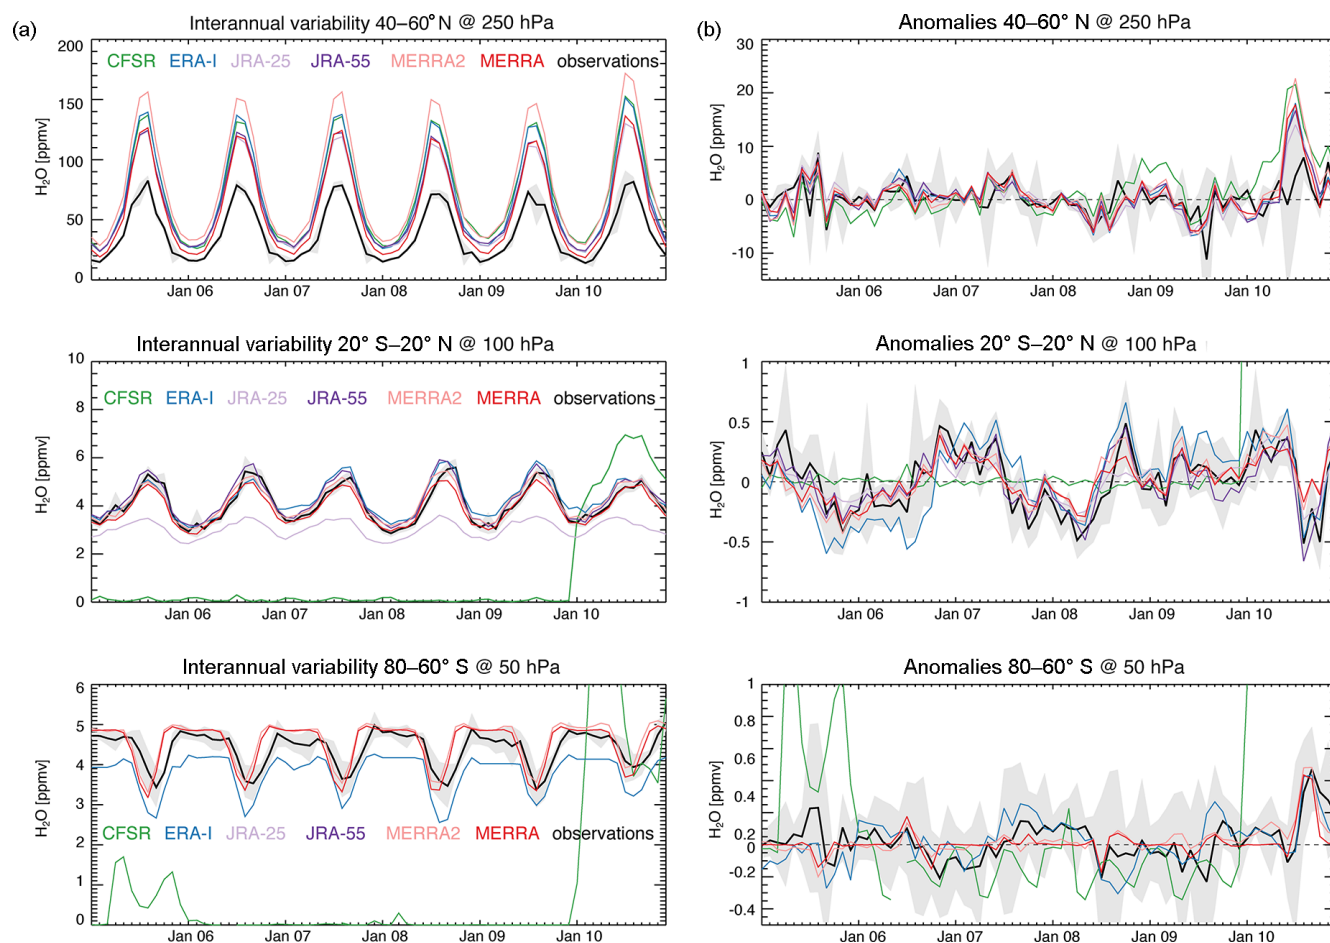 (a)
Interannual variability 40–60° N @ 250 hPa
200
150
100
50
0
H₂O [ppmv]
CFSR ERA-I JRA-25 JRA-55 MERRA2 MERRA observations
Jan 06 Jan 07 Jan 08 Jan 09 Jan 10
(b)
Anomalies 40–60° N @ 250 hPa
30
20
10
0
-10
H₂O [ppmv]
Jan 06 Jan 07 Jan 08 Jan 09 Jan 10
Interannual variability 20° S–20° N @ 100 hPa
10
8
6
4
2
0
H₂O [ppmv]
CFSR ERA-I JRA-25 JRA-55 MERRA2 MERRA observations
Jan 06 Jan 07 Jan 08 Jan 09 Jan 10
Anomalies 20° S–20° N @ 100 hPa
1
0.5
0
-0.5
-1
H₂O [ppmv]
Jan 06 Jan 07 Jan 08 Jan 09 Jan 10
Interannual variability 80–60° S @ 50 hPa
6
5
4
3
2
1
0
H₂O [ppmv]
CFSR ERA-I JRA-25 JRA-55 MERRA2 MERRA observations
Jan 06 Jan 07 Jan 08 Jan 09 Jan 10
Anomalies 80–60° S @ 50 hPa
1
0.8
0.6
0.4
0.2
0
-0.2
-0.4
H₂O [ppmv]
Jan 06 Jan 07 Jan 08 Jan 09 Jan 10